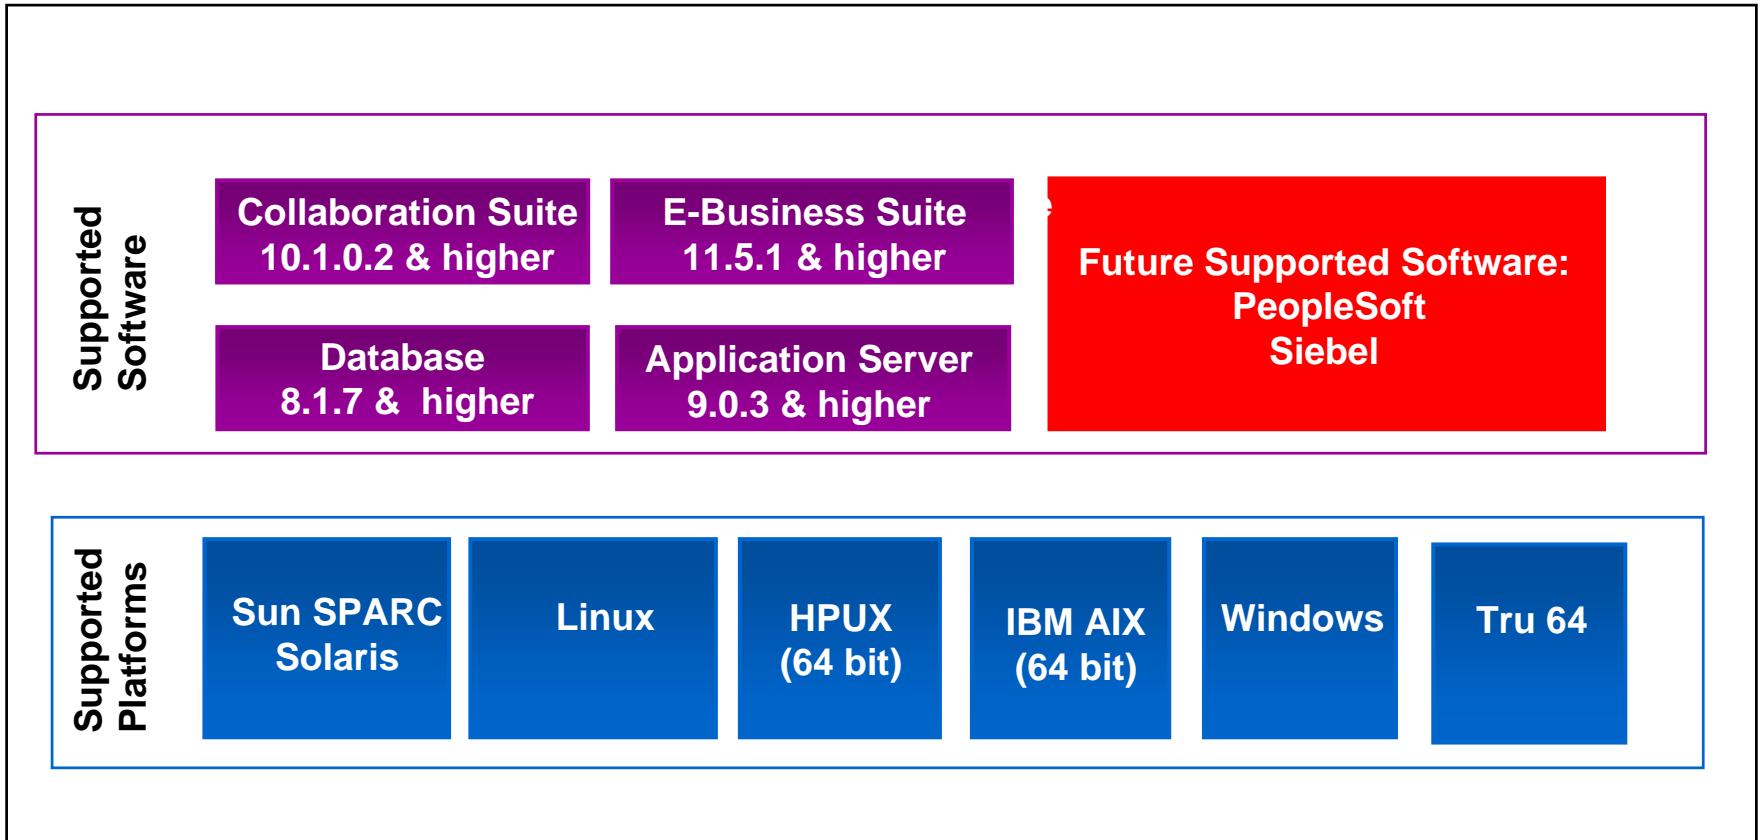 Supported
Software
Collaboration Suite
10.1.0.2 & higher
E-Business Suite
11.5.1 & higher
Database
8.1.7 &  higher
Application Server
9.0.3 & higher
e
Future Supported Software:
PeopleSoft
Siebel
Supported
Platforms
Sun SPARC
Solaris
Linux
HPUX
(64 bit)
IBM AIX
(64 bit)
Windows
Tru 64